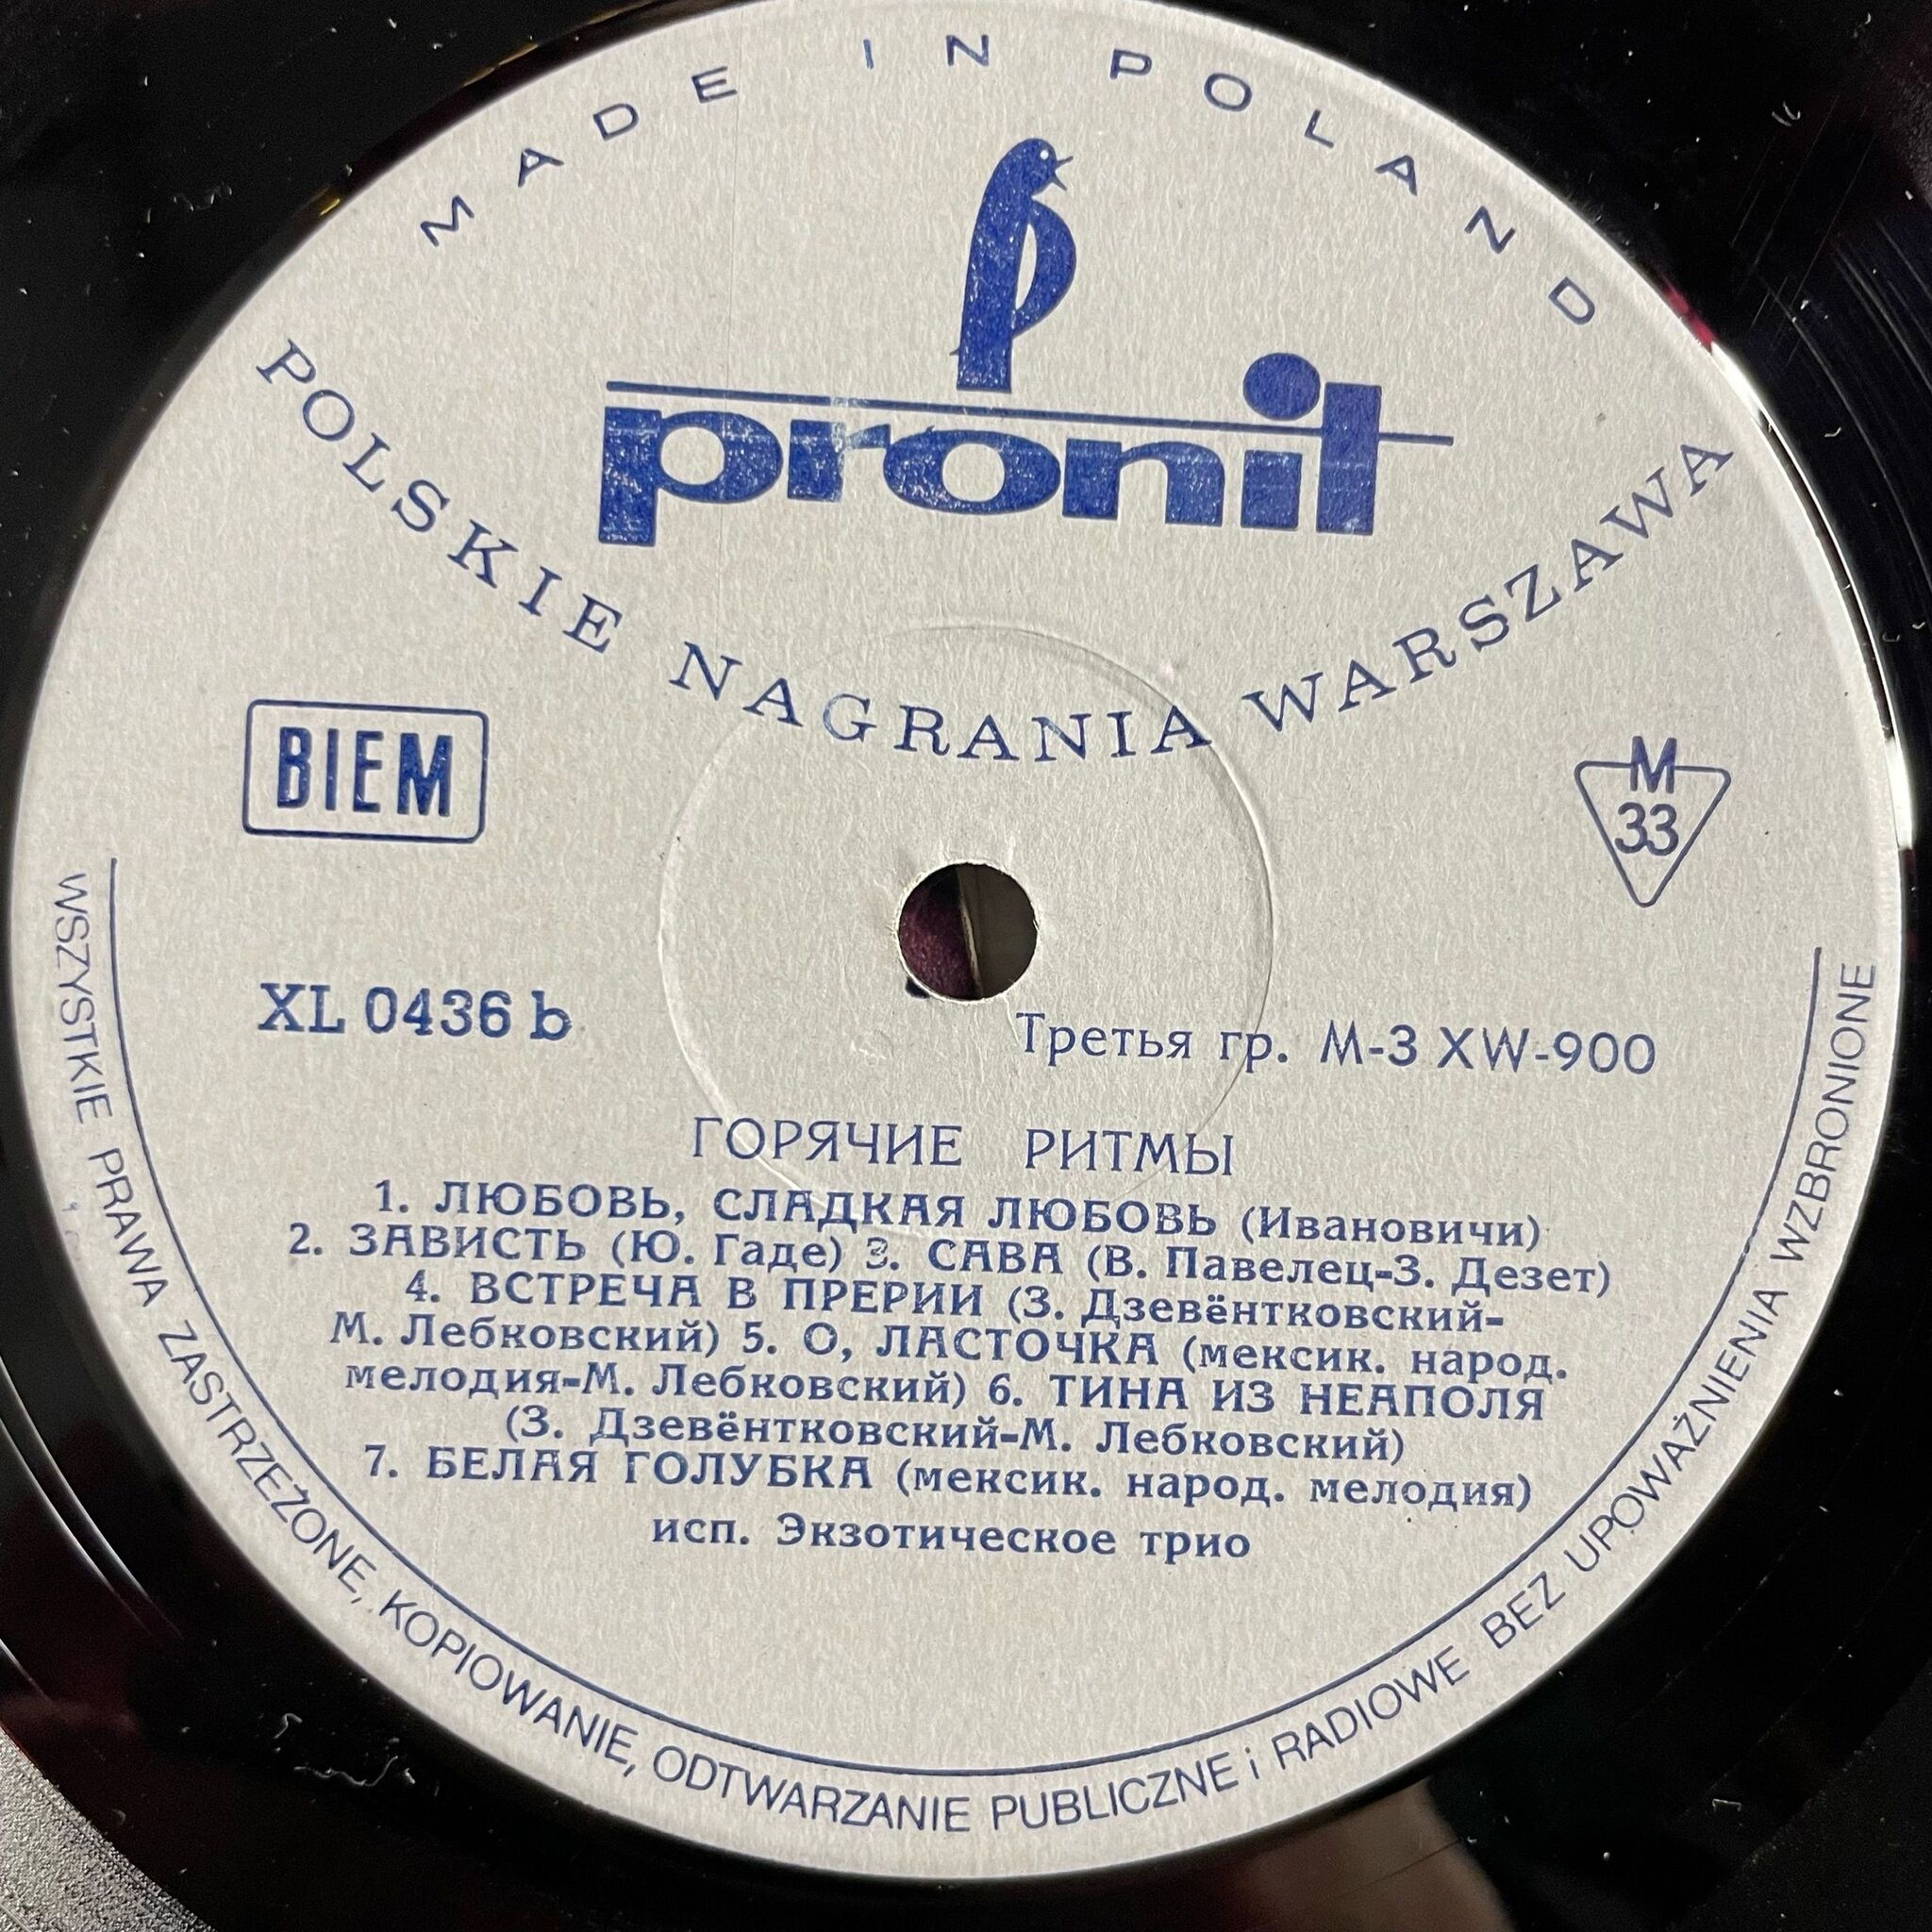 MADE IN POLAND
pronit
POLSKIE NAGRANIA WARSZAWA
BIEM
M
33
XL 0436 b
Третья гр. М-3 XW-900
ГОРЯЧИЕ РИТМЫ
1. ЛЮБОВЬ, СЛАДКАЯ ЛЮБОВЬ (Ивановичи)
2. ЗАВИСТЬ (Ю. Гаде) 3. САВА (В. Павелец-З. Дезет)
4. ВСТРЕЧА В ПРЕРИИ (З. Дзевёнтковский-
М. Лебковский) 5. О, ЛАСТОЧКА (мексик. народ.
мелодия-М. Лебковский) 6. ТИНА ИЗ НЕАПОЛЯ
(З. Дзевёнтковский-М. Лебковский)
7. БЕЛАЯ ГОЛУБКА (мексик. народ. мелодия)
исп. Экзотическое трио
WSZYSTKIE PRAWA ZASTRZEŻONE, KOPIOWANIE, ODTWARZANIE PUBLICZNE i RADIOWE BEZ UPOWAŻNIENIA WZBRONIONE